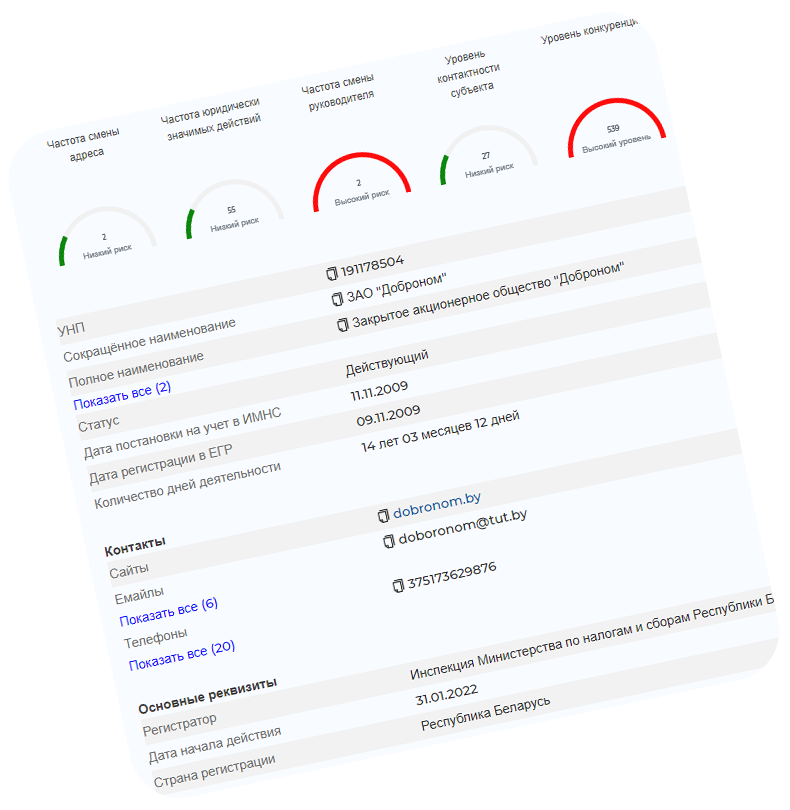 Частота смены
адреса
2
Низкий риск
Частота юридически
значимых действий
55
Низкий риск
Частота смены
руководителя
2
Высокий риск
Уровень
контактности
субъекта
27
Низкий риск
Уровень конкуренци
539
Высокий уровень
УНП 191178504
Сокращённое наименование ЗАО "Доброном"
Полное наименование Закрытое акционерное общество "Доброном"
Показать все (2)
Статус Действующий
Дата постановки на учет в ИМНС 11.11.2009
Дата регистрации в ЕГР 09.11.2009
Количество дней деятельности 14 лет 03 месяцев 12 дней
Контакты
Сайты dobronom.by
Емайлы doboronom@tut.by
Показать все (6)
Телефоны 375173629876
Показать все (20)
Основные реквизиты
Регистратор Инспекция Министерства по налогам и сборам Республики Б
Дата начала действия 31.01.2022
Страна регистрации Республика Беларусь